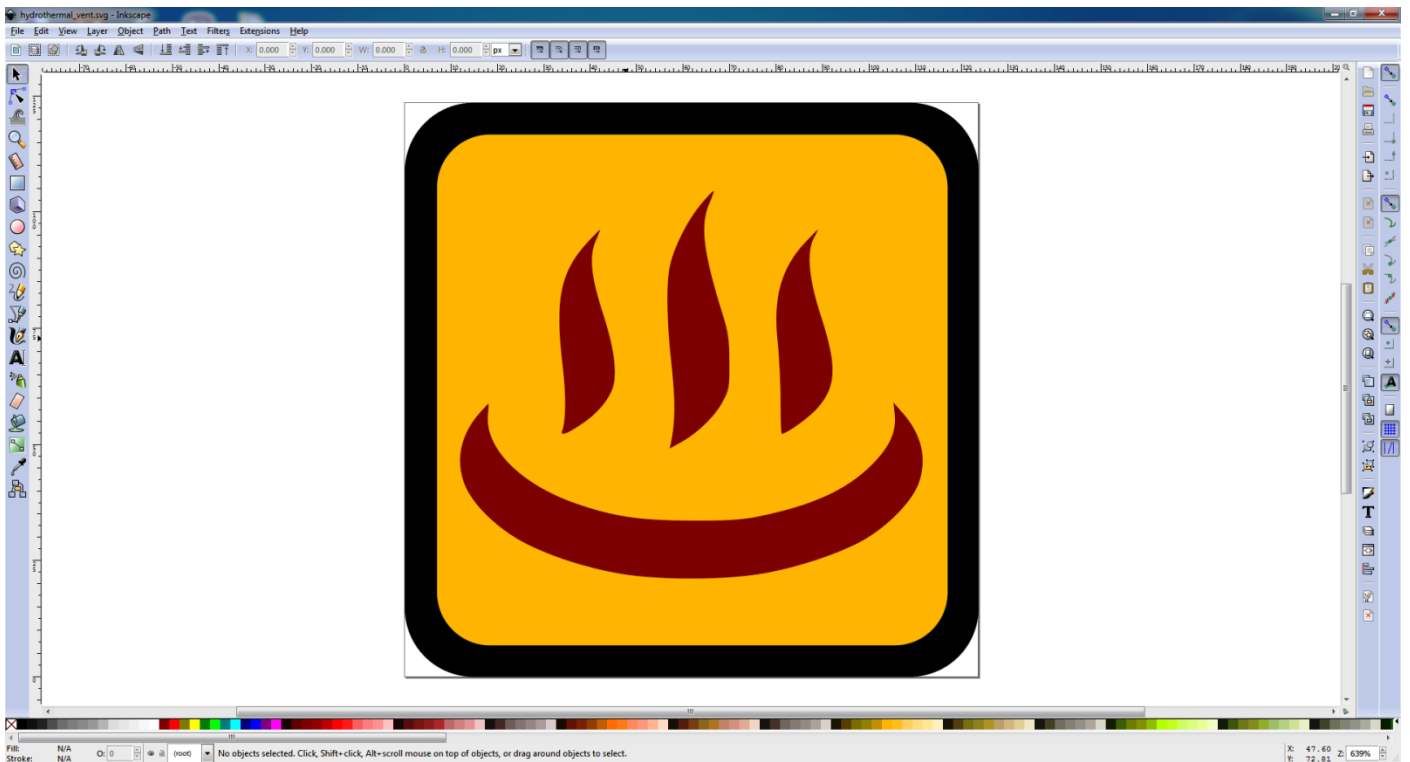 hydrothermal_vent.svg - Inkscape
File Edit View Layer Object Path Text Filters Extensions Help
X: 0.000 Y: 0.000 W: 0.000 H: 0.000 px
Fill: N/A
Stroke: N/A
O: 0
(root)
No objects selected. Click, Shift+click, Alt+scroll mouse on top of objects, or drag around objects to select.
X: 47.60
Y: 72.81
Z: 639%